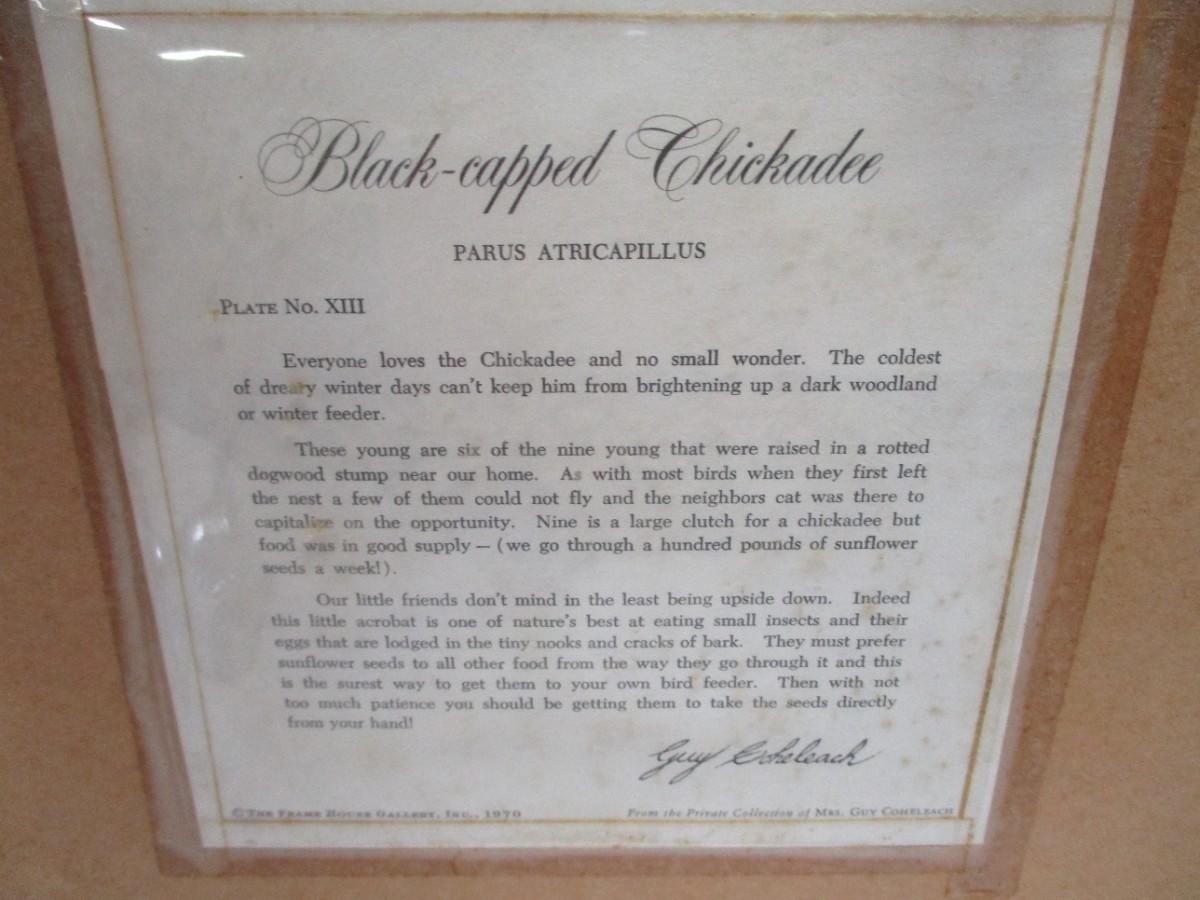 Black-capped Chickadee
PARUS ATRICAPILLUS
PLATE No. XIII
Everyone loves the Chickadee and no small wonder. The coldest
of dreary winter days can't keep him from brightening up a dark woodland
or winter feeder.
These young are six of the nine young that were raised in a rotted
dogwood stump near our home. As with most birds when they first left
the nest a few of them could not fly and the neighbors cat was there to
capitalize on the opportunity. Nine is a large clutch for a chickadee but
food was in good supply — (we go through a hundred pounds of sunflower
seeds a week!).
Our little friends don't mind in the least being upside down. Indeed
this little acrobat is one of nature's best at eating small insects and their
eggs that are lodged in the tiny nooks and cracks of bark. They must prefer
sunflower seeds to all other food from the way they go through it and this
is the surest way to get them to your own bird feeder. Then with not
too much patience you should be getting them to take the seeds directly
from your hand!
Guy Coheleach
© THE FRAME HOUSE GALLERY, INC., 1970 From the Private Collection of MRS. GUY COHELEACH